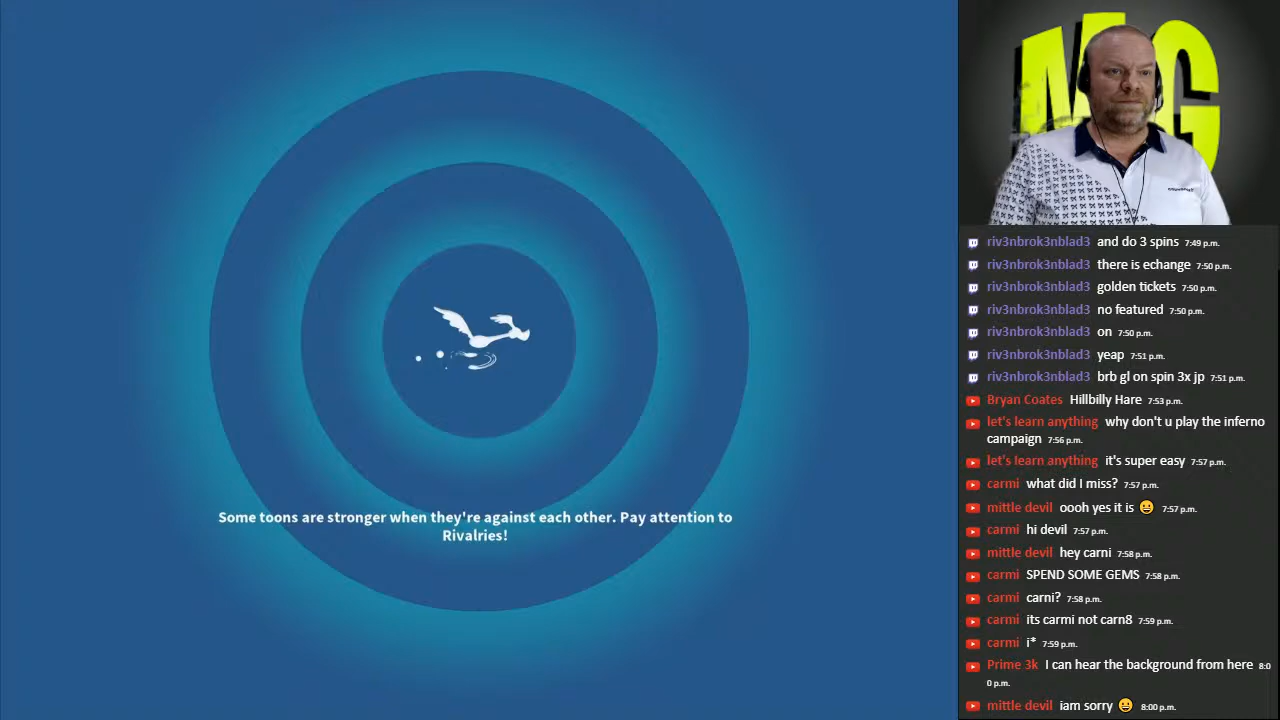 MG
riv3nbrok3nblad3 and do 3 spins 7:49 p.m.
riv3nbrok3nblad3 there is echange 7:50 p.m.
riv3nbrok3nblad3 golden tickets 7:50 p.m.
riv3nbrok3nblad3 no featured 7:50 p.m.
riv3nbrok3nblad3 on 7:50 p.m.
riv3nbrok3nblad3 yeap 7:51 p.m.
riv3nbrok3nblad3 brb gl on spin 3x jp 7:51 p.m.
Bryan Coates Hillbilly Hare 7:53 p.m.
let's learn anything why don't u play the inferno
campaign 7:56 p.m.
let's learn anything it's super easy 7:57 p.m.
carmi what did I miss? 7:57 p.m.
mittle devil oooh yes it is 😀 7:57 p.m.
carmi hi devil 7:57 p.m.
mittle devil hey carni 7:58 p.m.
carmi SPEND SOME GEMS 7:58 p.m.
carmi carni? 7:58 p.m.
carmi its carmi not carn8 7:59 p.m.
carmi i* 7:59 p.m.
Prime 3k I can hear the background from here 8:0
0 p.m.
mittle devil iam sorry 😀 8:00 p.m.
Some toons are stronger when they're against each other. Pay attention to
Rivalries!